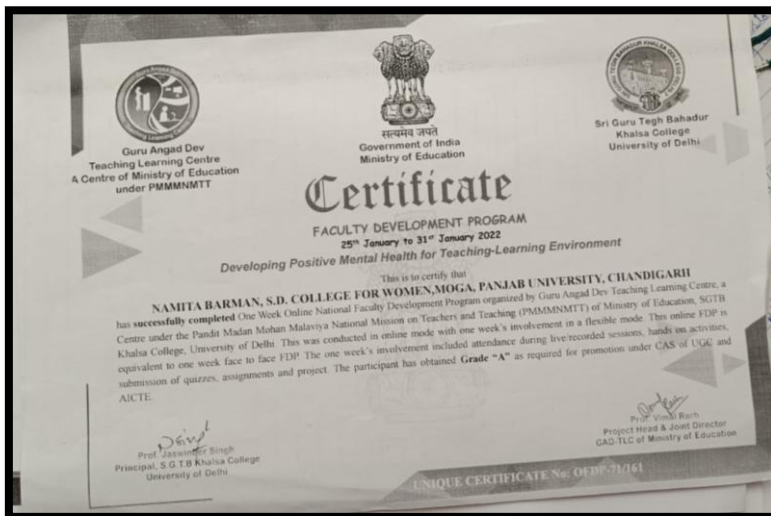 Guru Angad Dev
Teaching Learning Centre
A Centre of Ministry of Education
under PMMMNMTT
सत्यमेव जयते
Government of India
Ministry of Education
Sri Guru Tegh Bahadur
Khalsa College
University of Delhi
Certificate
FACULTY DEVELOPMENT PROGRAM
25th January to 31st January 2022
Developing Positive Mental Health for Teaching-Learning Environment
This is to certify that
NAMITA BARMAN, S.D. COLLEGE FOR WOMEN,MOGA, PANJAB UNIVERSITY, CHANDIGARH
has successfully completed One Week Online National Faculty Development Program organized by Guru Angad Dev Teaching Learning Centre, a
Centre under the Pandit Madan Mohan Malaviya National Mission on Teachers and Teaching (PMMMNMTT) of Ministry of Education, SGTB
Khalsa College, University of Delhi. This was conducted in online mode with one week's involvement in a flexible mode. This online FDP is
equivalent to one week face to face FDP. The one week's involvement included attendance during live/recorded sessions, hands on activities,
submission of quizzes, assignments and project. The participant has obtained Grade "A" as required for promotion under CAS of UGC and
AICTE.
Prof. Jaswinder Singh
Principal, S.G.T.B Khalsa College
University of Delhi
Prof. Vimal Rarh
Project Head & Joint Director
GAD-TLC of Ministry of Education
UNIQUE CERTIFICATE No: OFDP-71/161